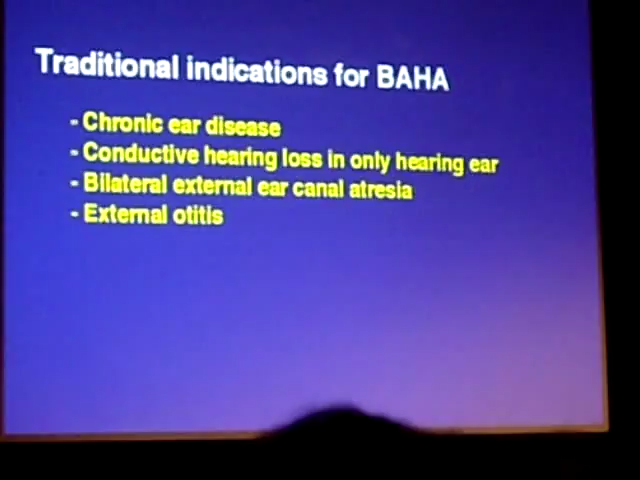 Traditional indications for BAHA
- Chronic ear disease
- Conductive hearing loss in only hearing ear
- Bilateral external ear canal atresia
- External otitis